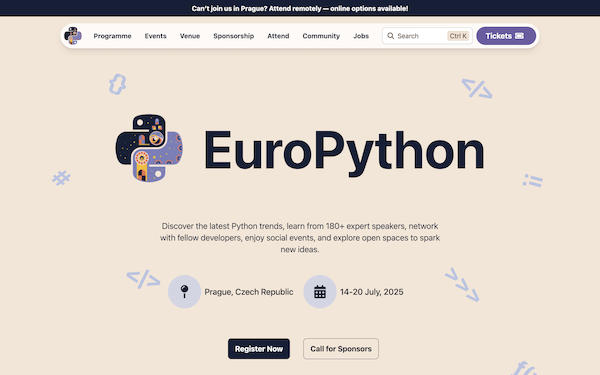 Can't join us in Prague? Attend remotely — online options available!
Programme Events Venue Sponsorship Attend Community Jobs Search Ctrl K Tickets
{}
</>
EuroPython
#
:=
Discover the latest Python trends, learn from 180+ expert speakers, network
with fellow developers, enjoy social events, and explore open spaces to spark
new ideas.
</>
>>>
Prague, Czech Republic 14-20 July, 2025
Register Now Call for Sponsors